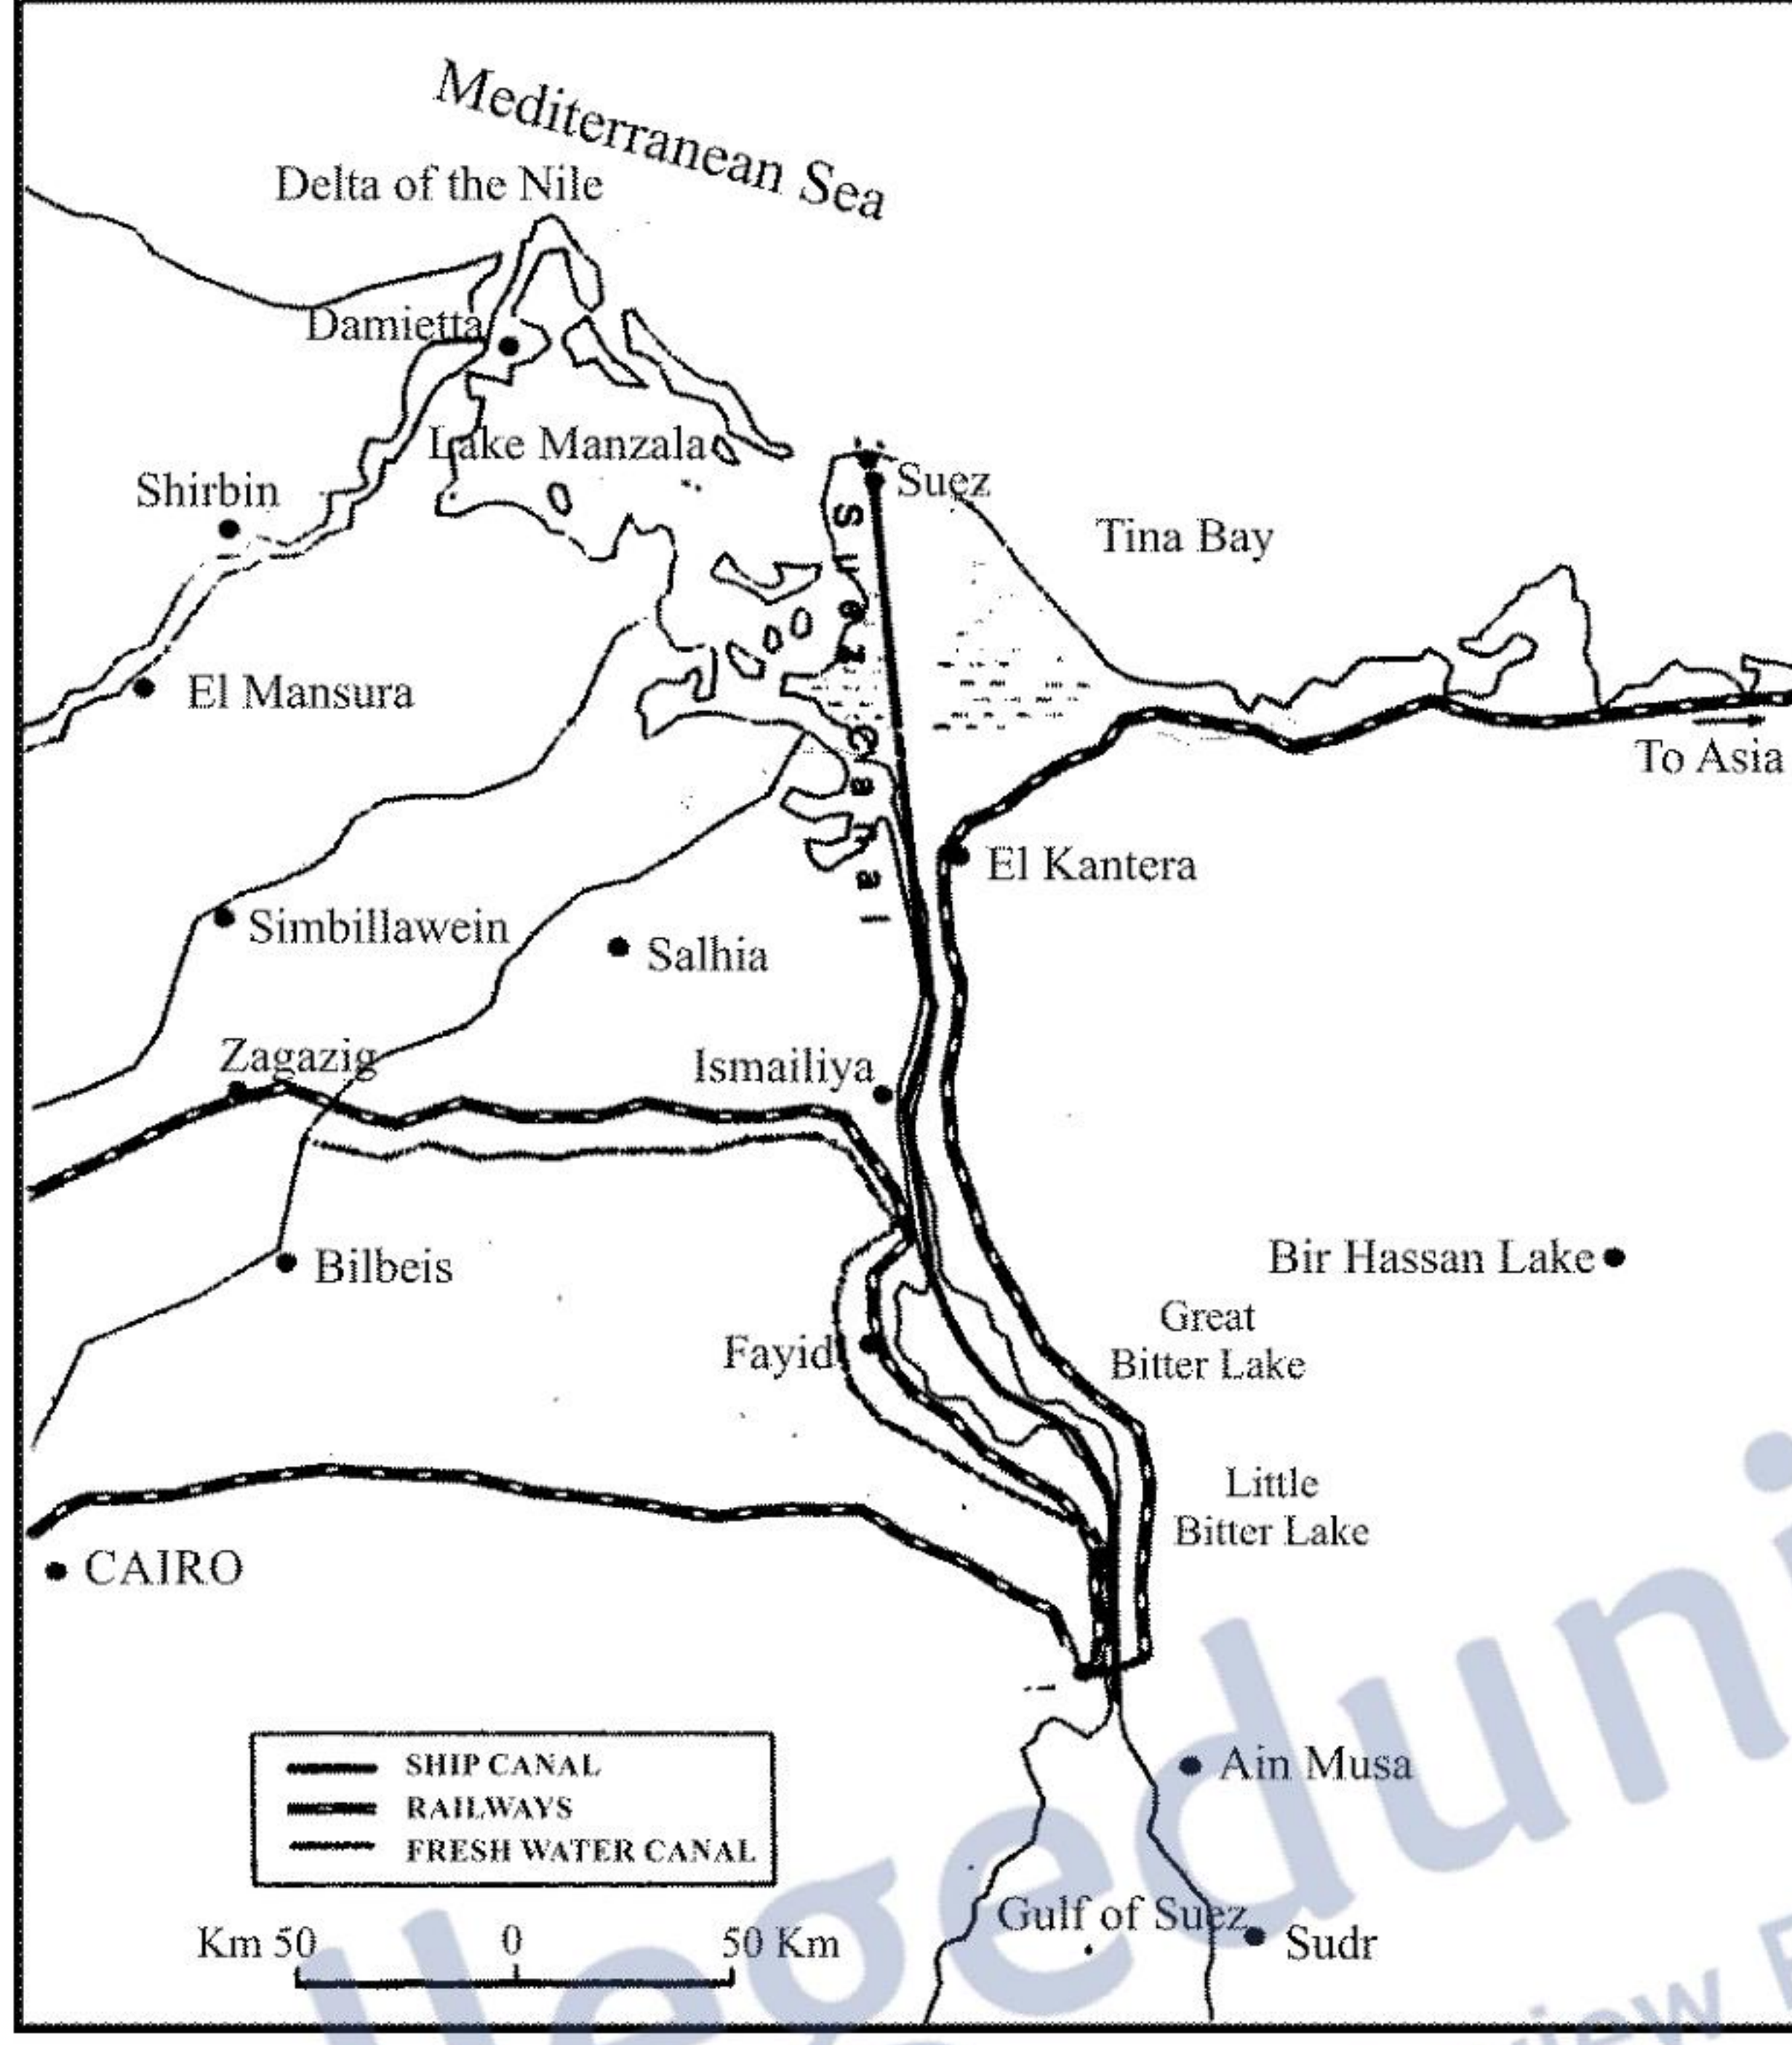 Mediterranean Sea
Delta of the Nile
Damietta
Lake Manzala
Suez
Shirbin
Tina Bay
Suez Canal
El Mansura
To Asia
El Kantera
Simbillawein
Salhia
Zagazig
Ismailiya
Bir Hassan Lake
Bilbeis
Great
Bitter Lake
Fayid
Little
Bitter Lake
CAIRO
SHIP CANAL
RAILWAYS
FRESH WATER CANAL
Ain Musa
Gulf of Suez
Sudr
Km 50 0 50 Km